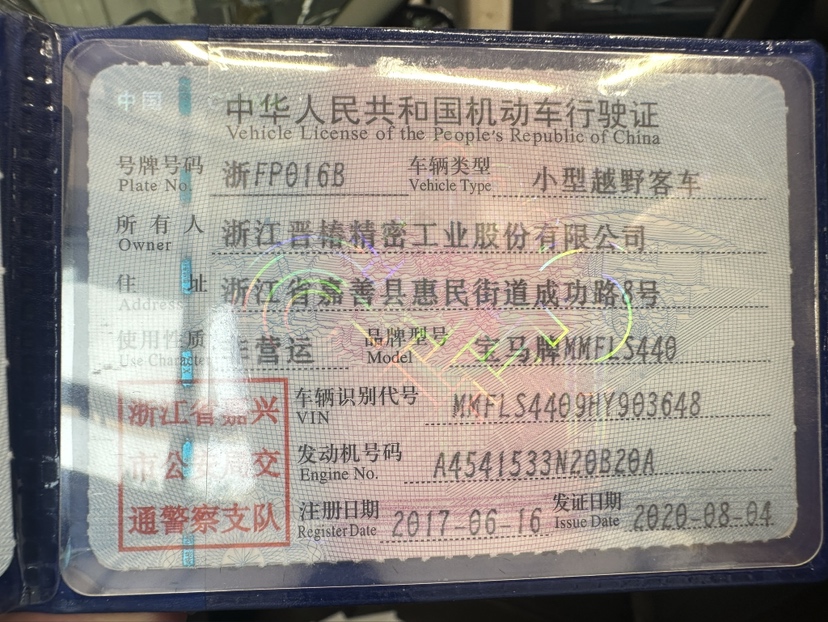 中国
中华人民共和国机动车行驶证
Vehicle License of the People's Republic of China
号牌号码 浙FP016B 车辆类型 小型越野客车
Plate No. Vehicle Type
所有人 浙江晋椿精密工业股份有限公司
Owner
住址 浙江省嘉善县惠民街道成功路8号
Address
使用性质 营运 品牌型号 宝马牌MMFLS440
Use Character Model
浙江省嘉兴 车辆识别代号 MMFLS4409HY903648
VIN
市公安局交 发动机号码 A4541533N20B20A
Engine No.
通警察支队 注册日期 2017-06-16 发证日期 2020-08-04
Register Date Issue Date